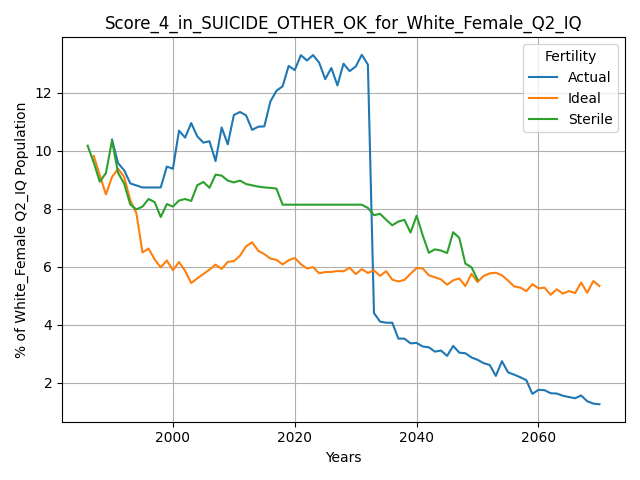 Score_4_in_SUICIDE_OTHER_OK_for_White_Female_Q2_IQ
Fertility
Actual
Ideal
Sterile
% of White_Female Q2_IQ Population
12
10
8
6
4
2
2000
2020
2040
2060
Years